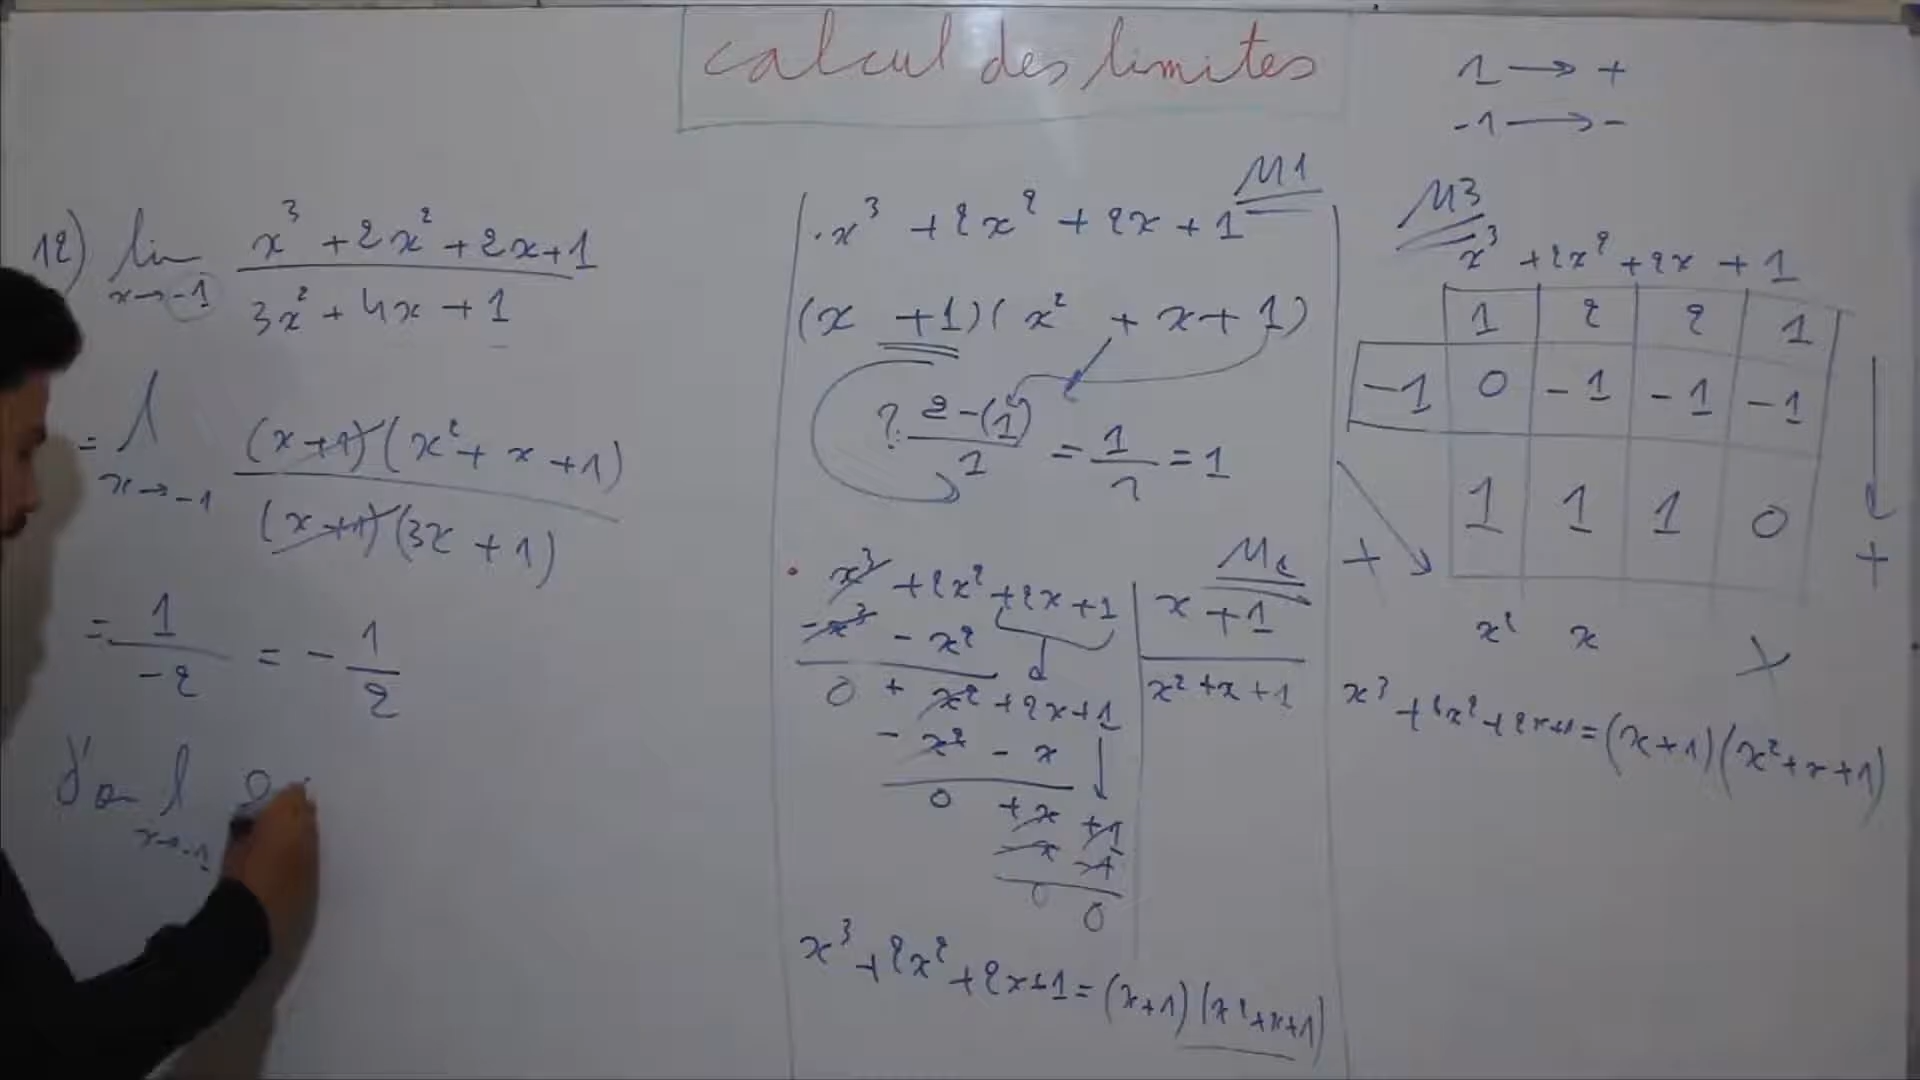 calcul des limites
12) lim x→-1 (x³ + 2x² + 2x + 1)/(3x² + 4x + 1)
= l x→-1 ((x+1)(x² + x + 1))/((x+1)(3x + 1))
= 1/-2 = - 1/2
d'où l x→-1
M1
. x³ + 2x² + 2x + 1
(x + 1)(x² + x + 1)
? 2-(1)/1 = 1/1 = 1
M2
x³ + 2x² + 2x + 1 | x + 1
-x³ - x² | x² + x + 1
0 + x² + 2x + 1
- x² - x
0 + x + 1
- x - 1
0 0
x³ + 2x² + 2x + 1 = (x+1)(x² + x + 1)
1 → +
-1 → -
M3
x³ + 2x² + 2x + 1
1 2 2 1
-1 0 -1 -1 -1
+ 1 1 1 0 +
x² x
x³ + 2x² + 2x + 1 = (x+1)(x² + x + 1)